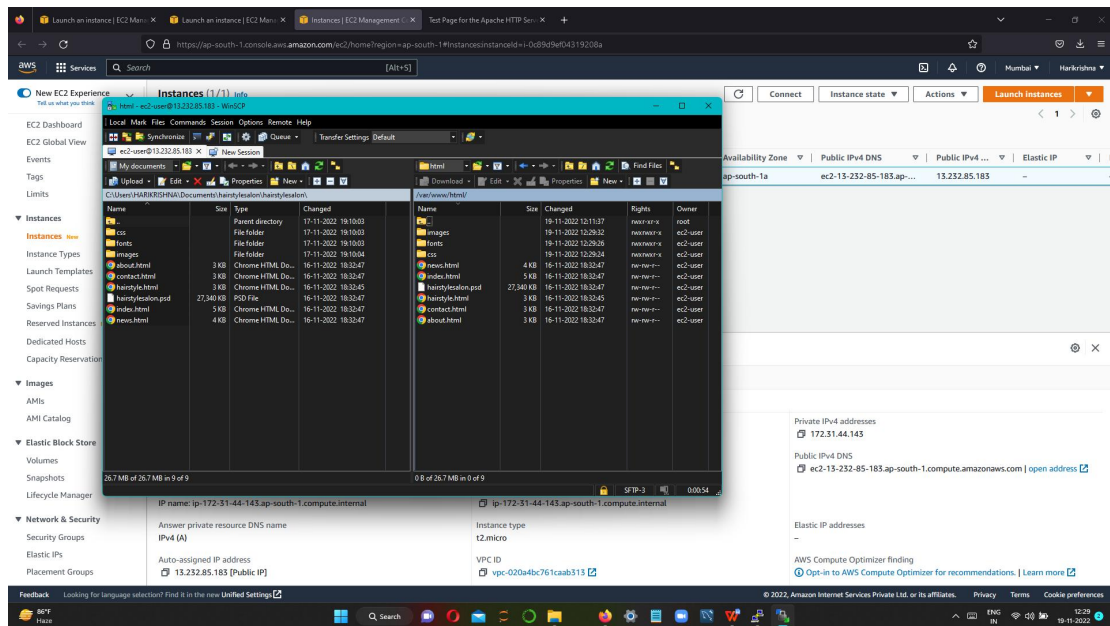 Launch an instance | EC2 Mana
Launch an instance | EC2 Mana
Instances | EC2 Management C
Test Page for the Apache HTTP Serv
https://ap-south-1.console.aws.amazon.com/ec2/home?region=ap-south-1#Instances:instanceId=i-0c89d9ef04319208a
aws
Services
Search
[Alt+S]
Mumbai
Harikrishna
New EC2 Experience
Tell us what you think
EC2 Dashboard
EC2 Global View
Events
Tags
Limits
Instances
Instances New
Instance Types
Launch Templates
Spot Requests
Savings Plans
Reserved Instances
Dedicated Hosts
Capacity Reservation
Images
AMIs
AMI Catalog
Elastic Block Store
Volumes
Snapshots
Lifecycle Manager
Network & Security
Security Groups
Elastic IPs
Placement Groups
Instances (1/1) Info
Connect
Instance state
Actions
Launch instances
1
Availability Zone
Public IPv4 DNS
Public IPv4 ...
Elastic IP
ap-south-1a
ec2-13-232-85-183.ap-...
13.232.85.183
–
html - ec2-user@13.232.85.183 - WinSCP
Local Mark Files Commands Session Options Remote Help
Synchronize
Queue
Transfer Settings Default
ec2-user@13.232.85.183
New Session
My documents
html
Find Files
Upload
Edit
Properties
New
Download
Edit
Properties
New
C:\Users\HARIKRISHNA\Documents\hairstylesalon\hairstylesalon\
Name Size Type Changed
.. Parent directory 17-11-2022 19:10:03
css File folder 17-11-2022 19:10:03
fonts File folder 17-11-2022 19:10:03
images File folder 17-11-2022 19:10:04
about.html 3 KB Chrome HTML Do... 16-11-2022 18:32:47
contact.html 3 KB Chrome HTML Do... 16-11-2022 18:32:47
hairstyle.html 3 KB Chrome HTML Do... 16-11-2022 18:32:45
hairstylesalon.psd 27,340 KB PSD File 16-11-2022 18:32:47
index.html 5 KB Chrome HTML Do... 16-11-2022 18:32:47
news.html 4 KB Chrome HTML Do... 16-11-2022 18:32:47
26.7 MB of 26.7 MB in 9 of 9
/var/www/html/
Name Size Changed Rights Owner
.. 19-11-2022 12:11:37 rwxr-xr-x root
images 19-11-2022 12:29:32 rwxrwxr-x ec2-user
fonts 19-11-2022 12:29:26 rwxrwxr-x ec2-user
css 19-11-2022 12:29:24 rwxrwxr-x ec2-user
news.html 4 KB 16-11-2022 18:32:47 rw-rw-r-- ec2-user
index.html 5 KB 16-11-2022 18:32:47 rw-rw-r-- ec2-user
hairstylesalon.psd 27,340 KB 16-11-2022 18:32:47 rw-rw-r-- ec2-user
hairstyle.html 3 KB 16-11-2022 18:32:45 rw-rw-r-- ec2-user
contact.html 3 KB 16-11-2022 18:32:47 rw-rw-r-- ec2-user
about.html 3 KB 16-11-2022 18:32:47 rw-rw-r-- ec2-user
0 B of 26.7 MB in 0 of 9
SFTP-3
0:00:54
Private IPv4 addresses
172.31.44.143
Public IPv4 DNS
ec2-13-232-85-183.ap-south-1.compute.amazonaws.com | open address
IP name: ip-172-31-44-143.ap-south-1.compute.internal
ip-172-31-44-143.ap-south-1.compute.internal
Answer private resource DNS name
IPv4 (A)
Instance type
t2.micro
Elastic IP addresses
–
Auto-assigned IP address
13.232.85.183 [Public IP]
VPC ID
vpc-020a4bc761caab313
AWS Compute Optimizer finding
Opt-in to AWS Compute Optimizer for recommendations. | Learn more
Feedback
Looking for language selection? Find it in the new Unified Settings
© 2022, Amazon Internet Services Private Ltd. or its affiliates.
Privacy
Terms
Cookie preferences
86°F
Haze
Search
ENG
IN
12:29
19-11-2022